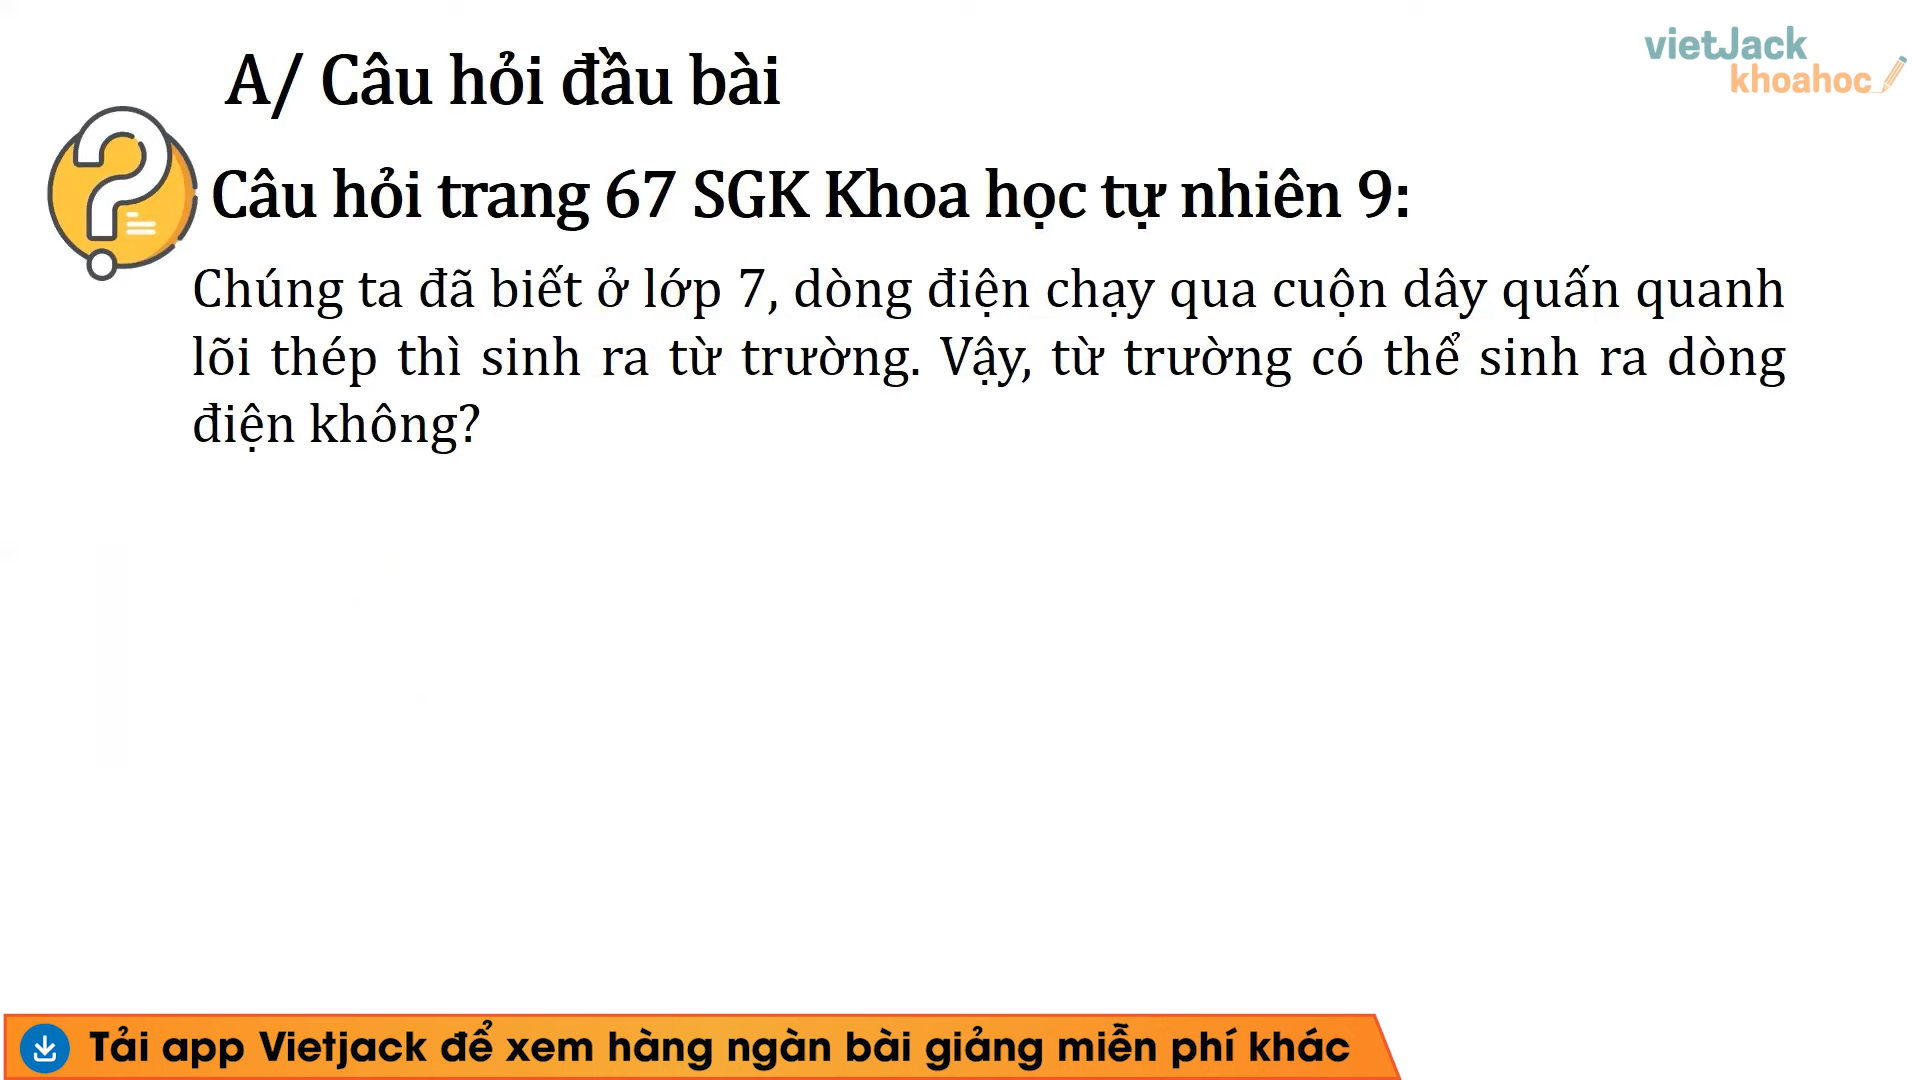 vietJack
khoahoc
A/ Câu hỏi đầu bài
Câu hỏi trang 67 SGK Khoa học tự nhiên 9:
Chúng ta đã biết ở lớp 7, dòng điện chạy qua cuộn dây quấn quanh
lõi thép thì sinh ra từ trường. Vậy, từ trường có thể sinh ra dòng
điện không?
Tải app Vietjack để xem hàng ngàn bài giảng miễn phí khác